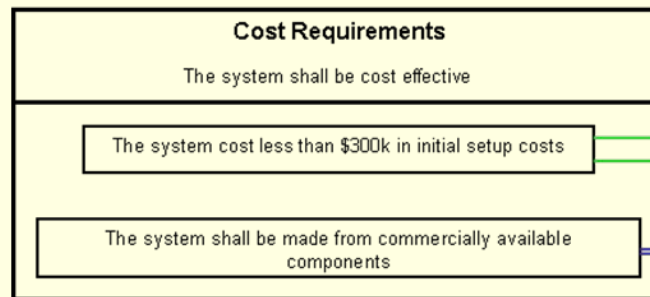 Cost Requirements
The system shall be cost effective
The system cost less than $300k in initial setup costs
The system shall be made from commercially available
components